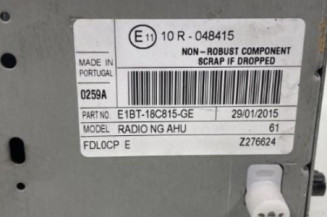 E11 10 R - 048415
NON - ROBUST COMPONENT
SCRAP IF DROPPED
MADE IN
PORTUGAL
0259A
PART NO. E1BT-18C815-GE 29/01/2015
MODEL RADIO NG AHU 61
FDL0CP E Z276624